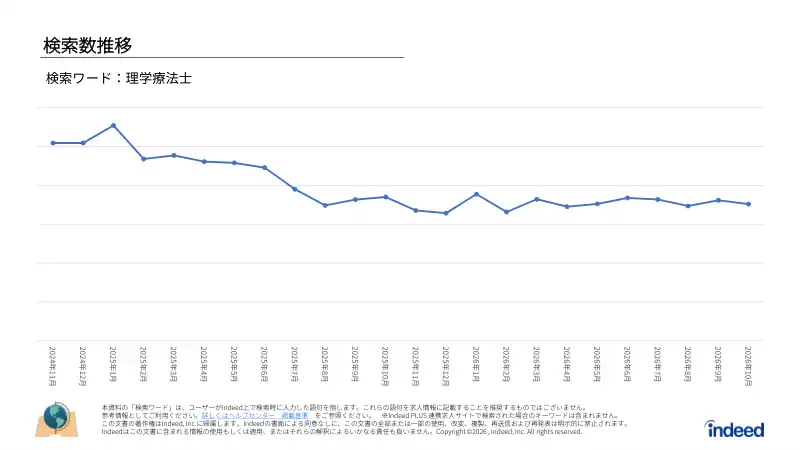 検索数推移
検索ワード：理学療法士
2024年11月
2024年12月
2025年1月
2025年2月
2025年3月
2025年4月
2025年5月
2025年6月
2025年7月
2025年8月
2025年9月
2025年10月
2025年11月
2025年12月
2026年1月
2026年2月
2026年3月
2026年4月
2026年5月
2026年6月
2026年7月
2026年8月
2026年9月
2026年10月
本資料の「検索ワード」は、ユーザーがIndeed上で検索時に入力した語句を指します。これらの語句を求人情報に記載することを推奨するものではございません。
参考情報としてご利用ください。詳しくはヘルプセンター 掲載基準 をご参照ください。 ※Indeed PLUS 連携求人サイトで検索された場合のキーワードは含まれません。
この文書の著作権はIndeed, Inc.に帰属します。Indeedの書面による同意なしに、この文書の全部または一部の使用、改変、複製、再送信および再発表は明示的に禁止されます。
Indeedはこの文書に含まれる情報の使用もしくは適用、またはそれらの解釈によるいかなる責任も負いません。Copyright ©2026 , Indeed, Inc. All rights reserved.
indeed